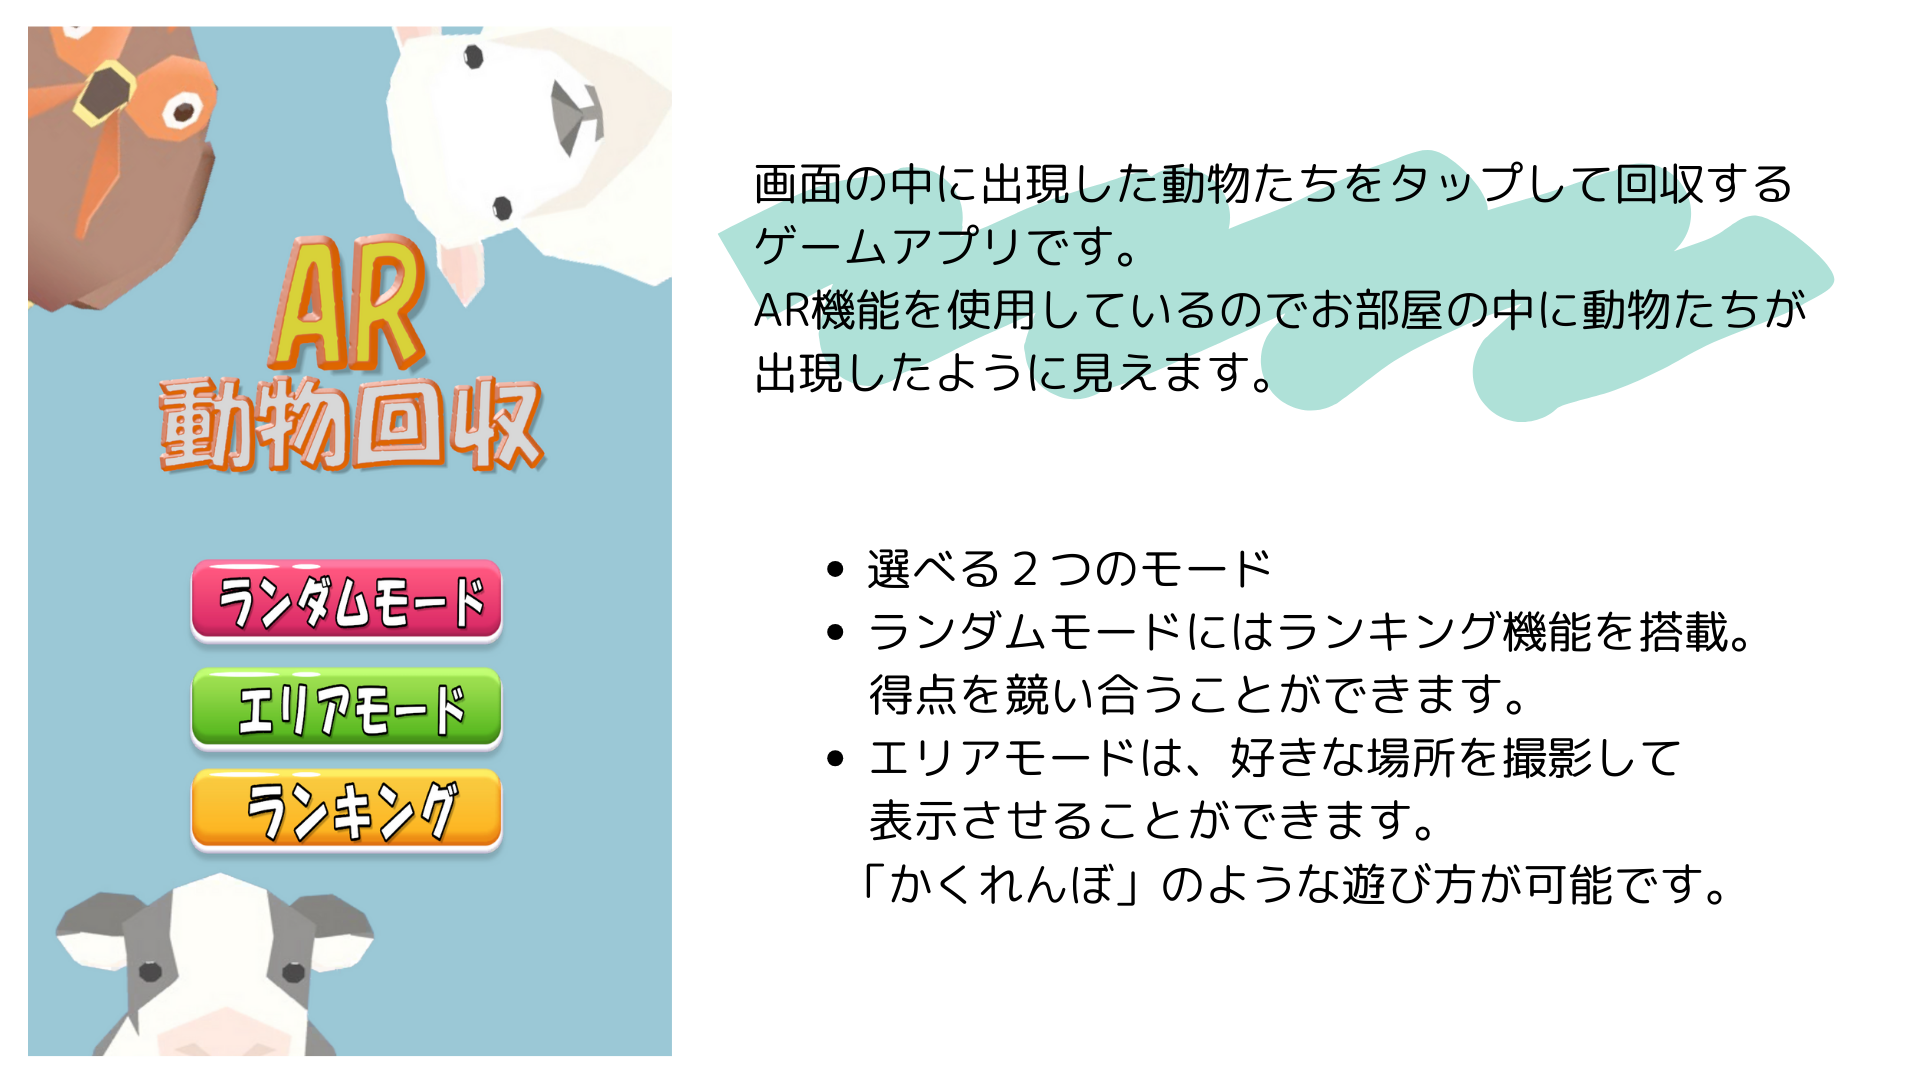 AR
動物回収
ランダムモード
エリアモード
ランキング
画面の中に出現した動物たちをタップして回収する
ゲームアプリです。
AR機能を使用しているのでお部屋の中に動物たちが
出現したように見えます。
• 選べる２つのモード
• ランダムモードにはランキング機能を搭載。
得点を競い合うことができます。
• エリアモードは、好きな場所を撮影して
表示させることができます。
「かくれんぼ」のような遊び方が可能です。